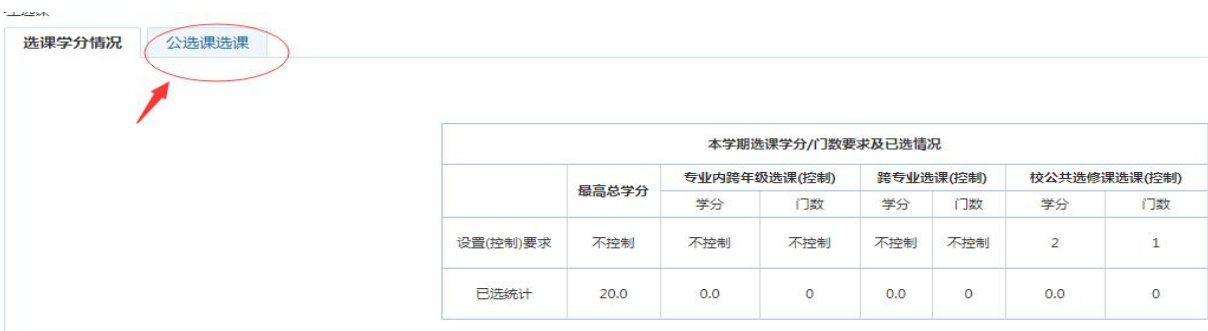 选课学分情况 公选课选课
本学期选课学分/门数要求及已选情况
最高总学分 专业内跨年级选课(控制) 跨专业选课(控制) 校公共选修课选课(控制)
学分 门数 学分 门数 学分 门数
设置(控制)要求 不控制 不控制 不控制 不控制 不控制 2 1
已选统计 20.0 0.0 0 0.0 0 0.0 0